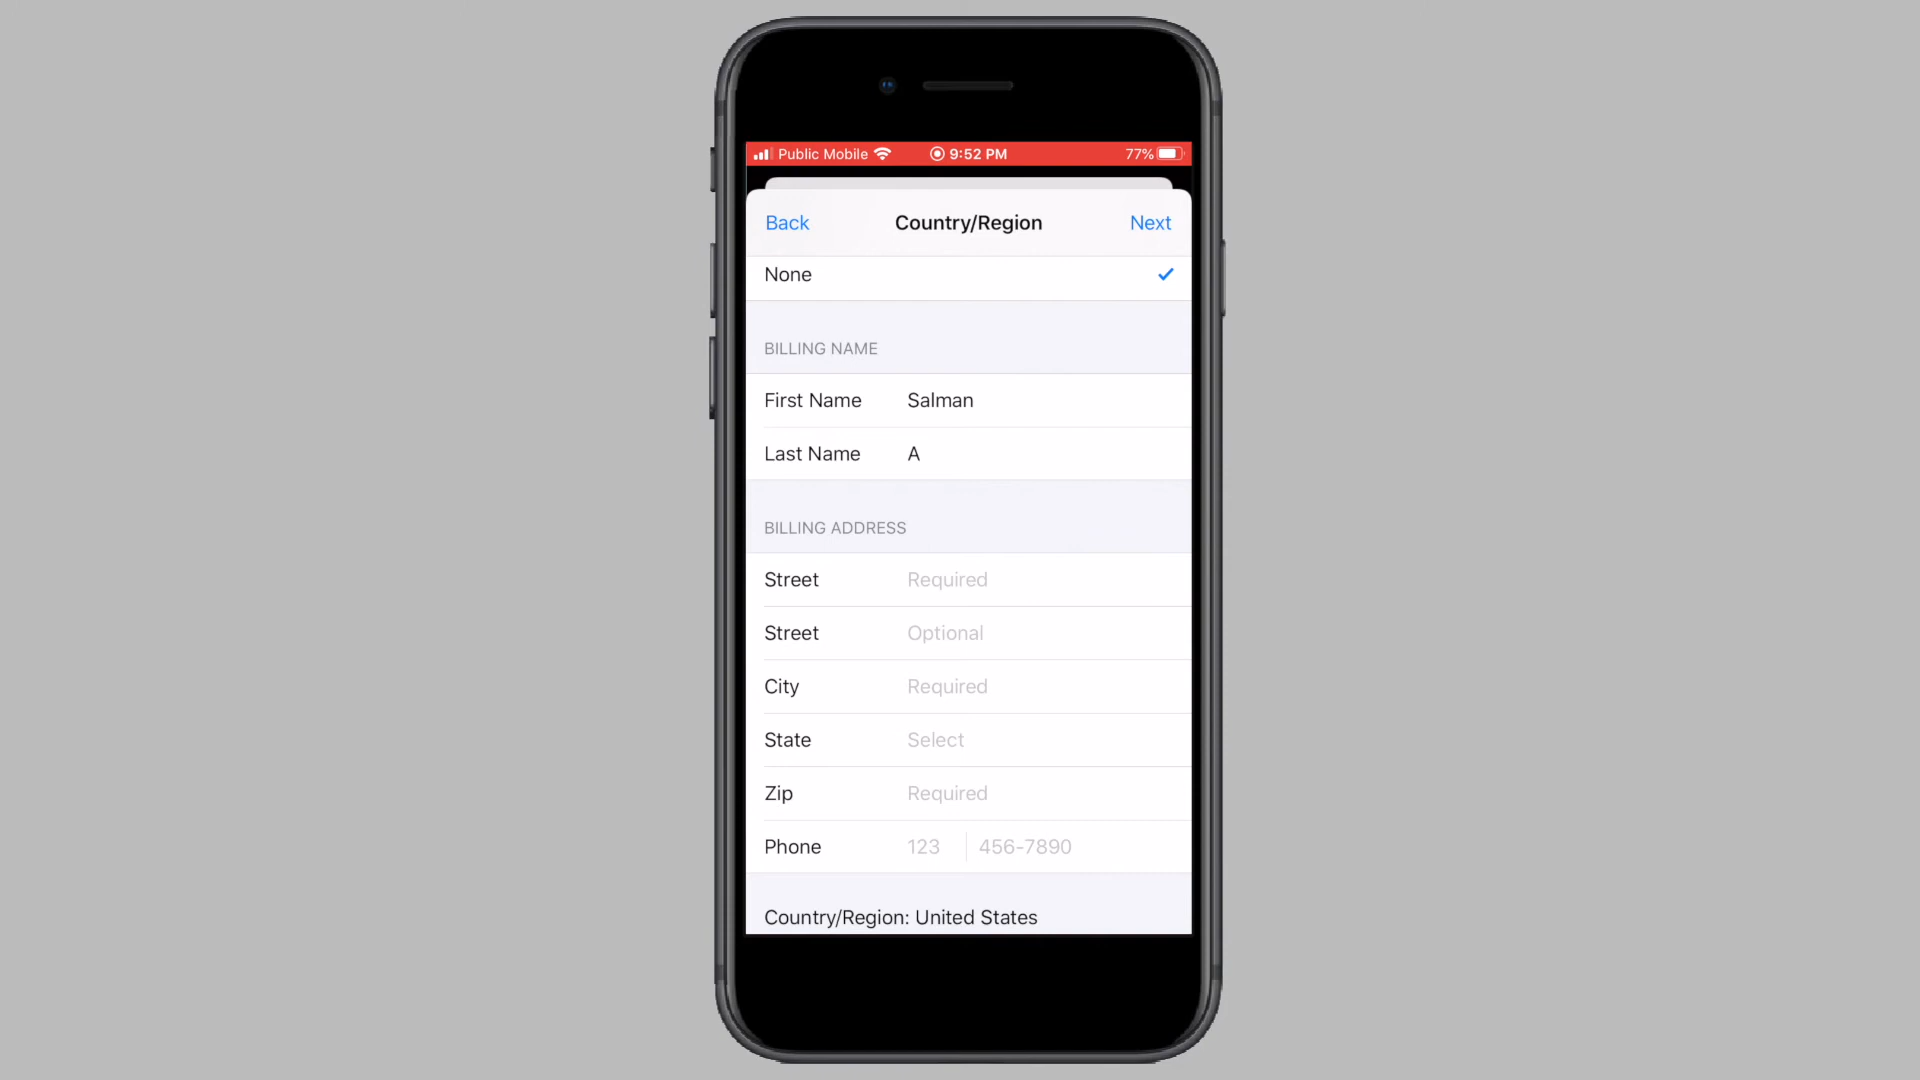 Public Mobile 9:52 PM 77%
Back Country/Region Next
None
BILLING NAME
First Name Salman
Last Name A
BILLING ADDRESS
Street Required
Street Optional
City Required
State Select
Zip Required
Phone 123 456-7890
Country/Region: United States